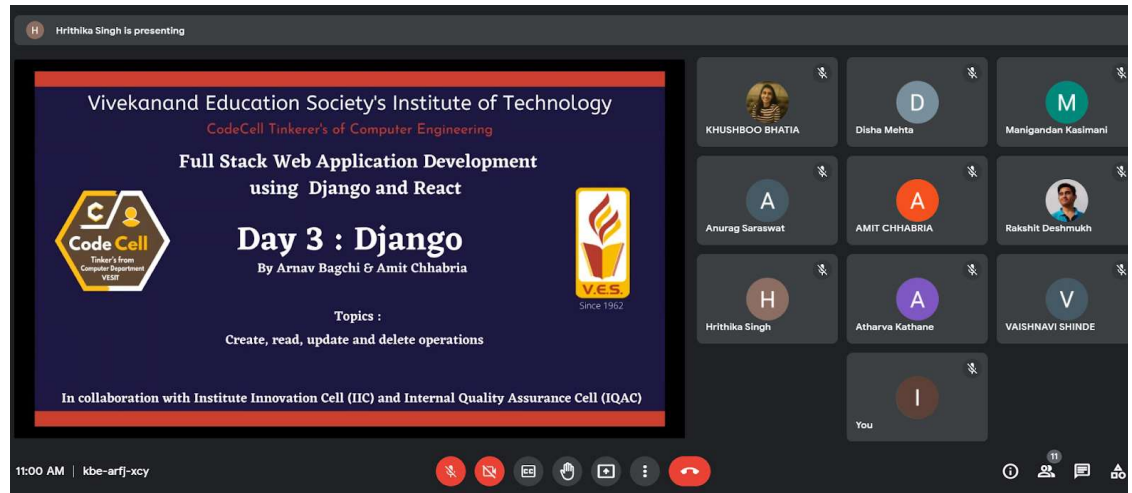 H Hrithika Singh is presenting
Vivekanand Education Society's Institute of Technology
CodeCell Tinkerer's of Computer Engineering
Full Stack Web Application Development
using Django and React
Day 3 : Django
By Arnav Bagchi & Amit Chhabria
Topics :
Create, read, update and delete operations
In collaboration with Institute Innovation Cell (IIC) and Internal Quality Assurance Cell (IQAC)
C
Code Cell
Tinker's from
Computer Department
VESIT
V.E.S.
Since 1962
KHUSHBOO BHATIA
D
Disha Mehta
M
Manigandan Kasimani
A
Anurag Saraswat
A
AMIT CHHABRIA
Rakshit Deshmukh
H
Hrithika Singh
A
Atharva Kathane
V
VAISHNAVI SHINDE
I
You
11:00 AM | kbe-arfj-xcy
CC
11